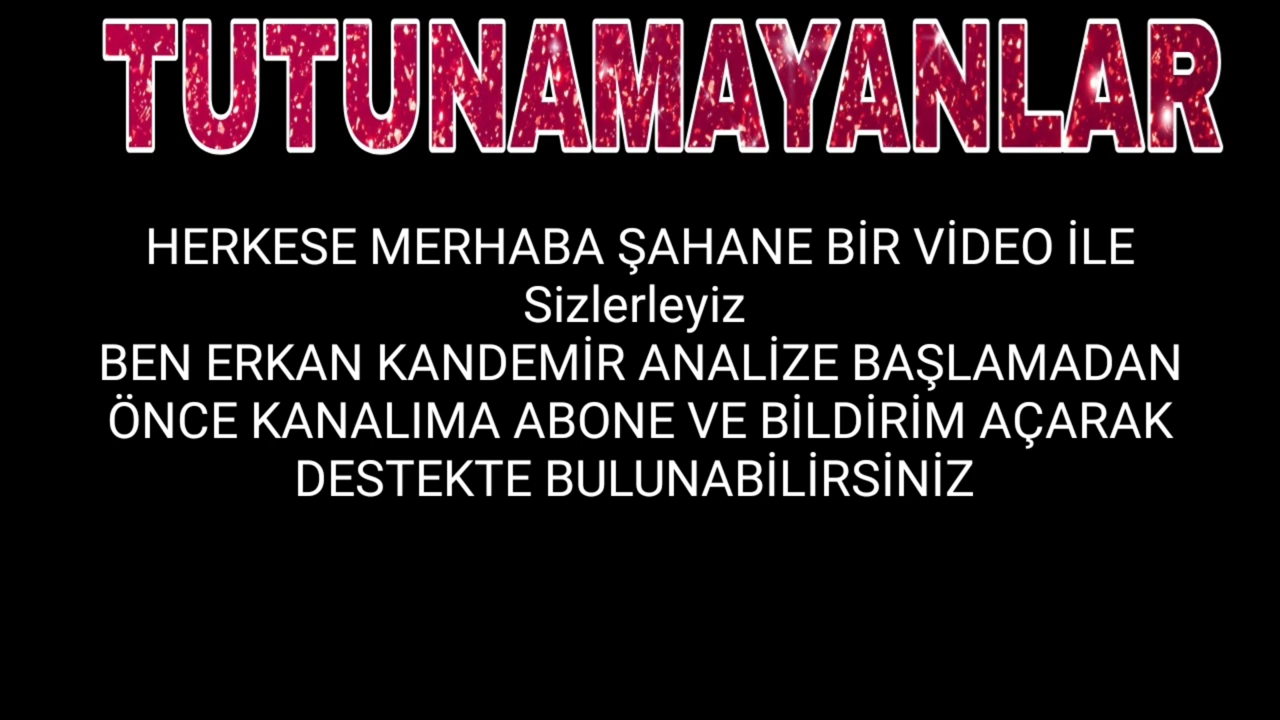 TUTUNAMAYANLAR
HERKESE MERHABA ŞAHANE BİR VİDEO İLE
Sizlerleyiz
BEN ERKAN KANDEMİR ANALİZE BAŞLAMADAN
ÖNCE KANALIMA ABONE VE BİLDİRİM AÇARAK
DESTEKTE BULUNABİLİRSİNİZ